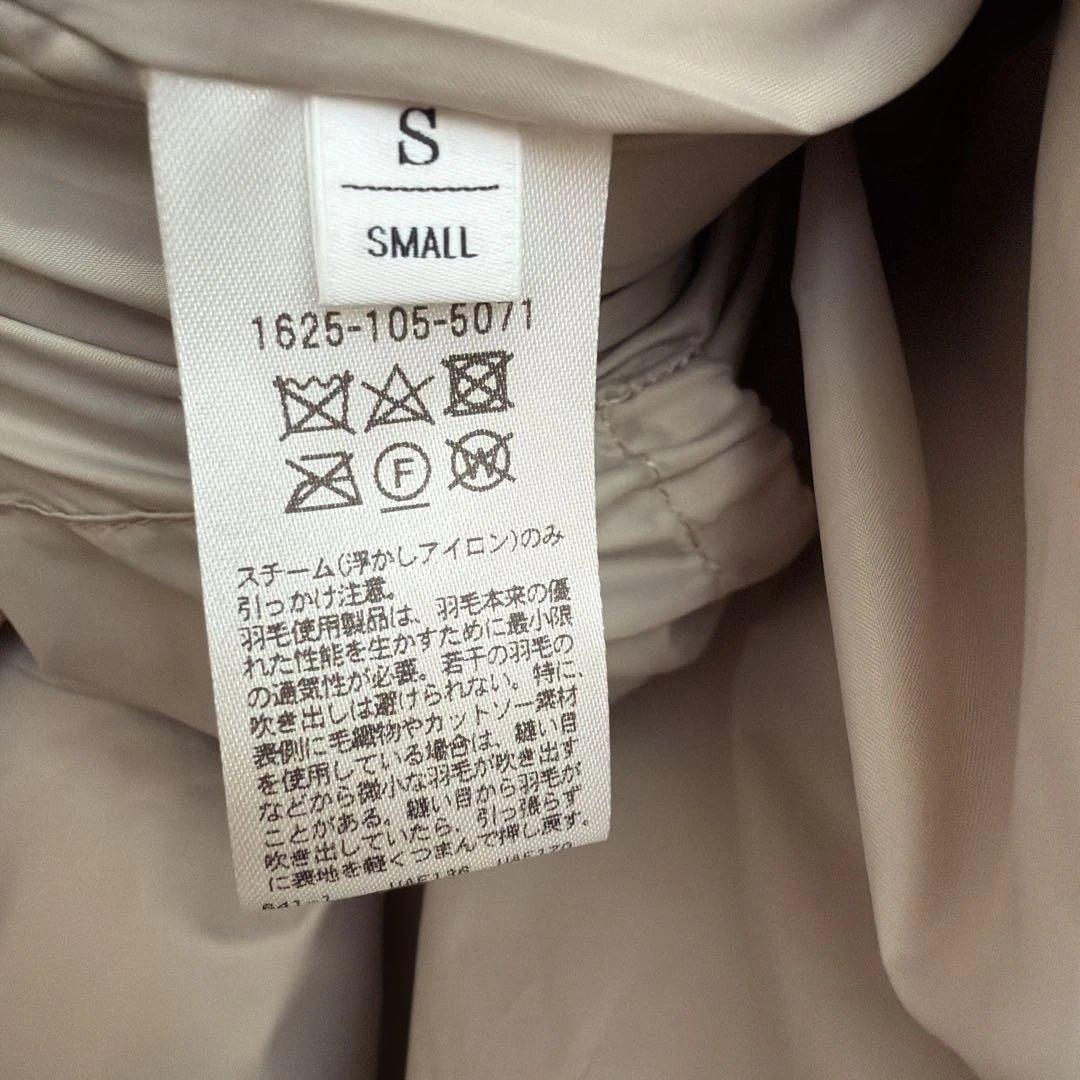 S
SMALL
1625-105-5071
F
W
スチーム(浮かしアイロン)のみ
引っかけ注意。
羽毛使用製品は、羽毛本来の優
れた性能を生かすために最小限
の通気性が必要。若干の羽毛の
吹き出しは避けられない。特に、
表側に毛織物やカットソー素材
を使用している場合は、縫い目
などから微小な羽毛が吹き出す
ことがある。縫い目から羽毛が
吹き出していたら、引っ張らず
に裏地を軽くつまんで押し戻す。